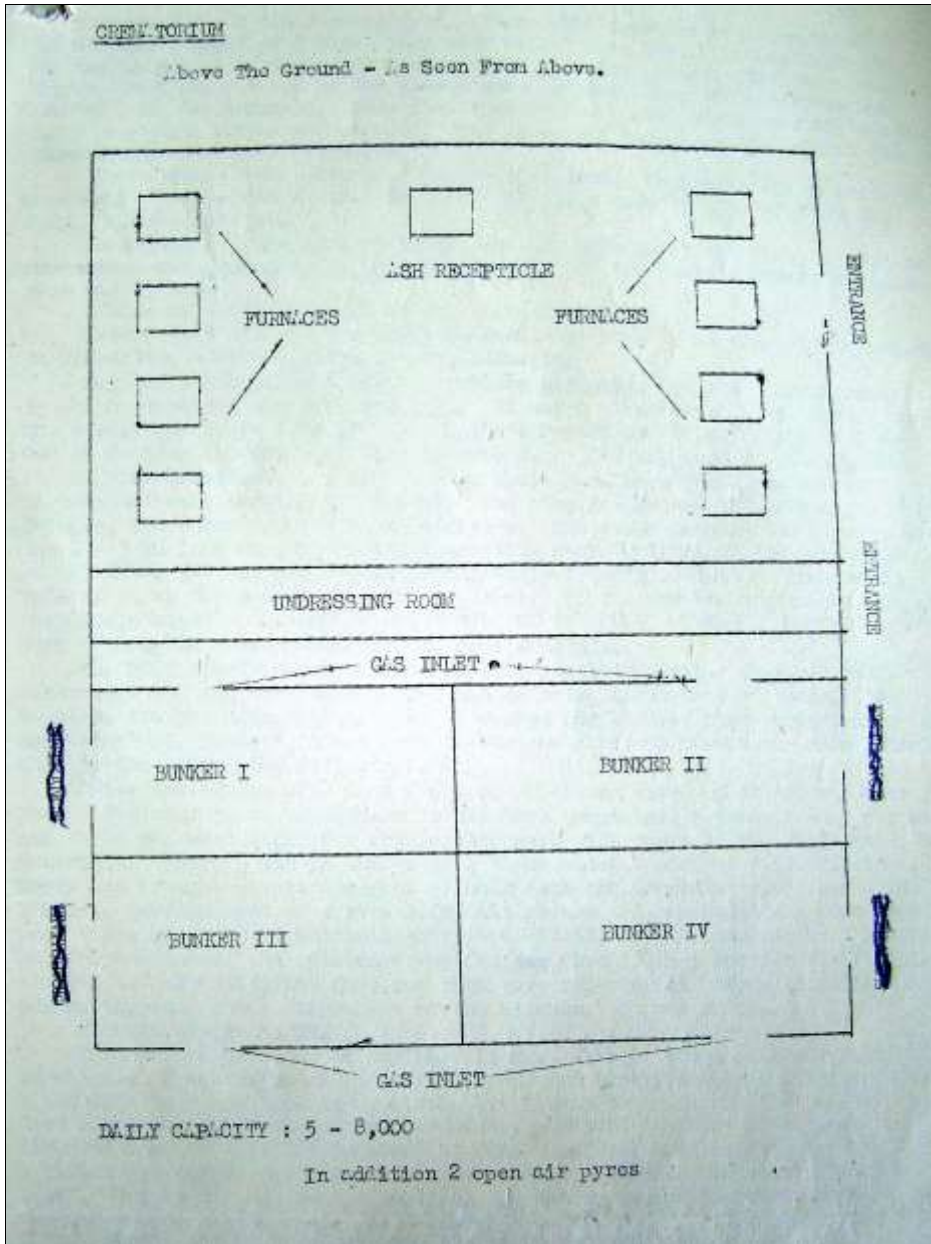 CREMATORIUM
Above The Ground - As Soon From Above.
ASH RECEPTICLE
FURNACES
FURNACES
ENTRANCE
ENTRANCE
UNDRESSING ROOM
GAS INLET
BUNKER I
BUNKER II
BUNKER III
BUNKER IV
GAS INLET
DAILY CAPACITY : 5 - 8,000
In addition 2 open air pyres